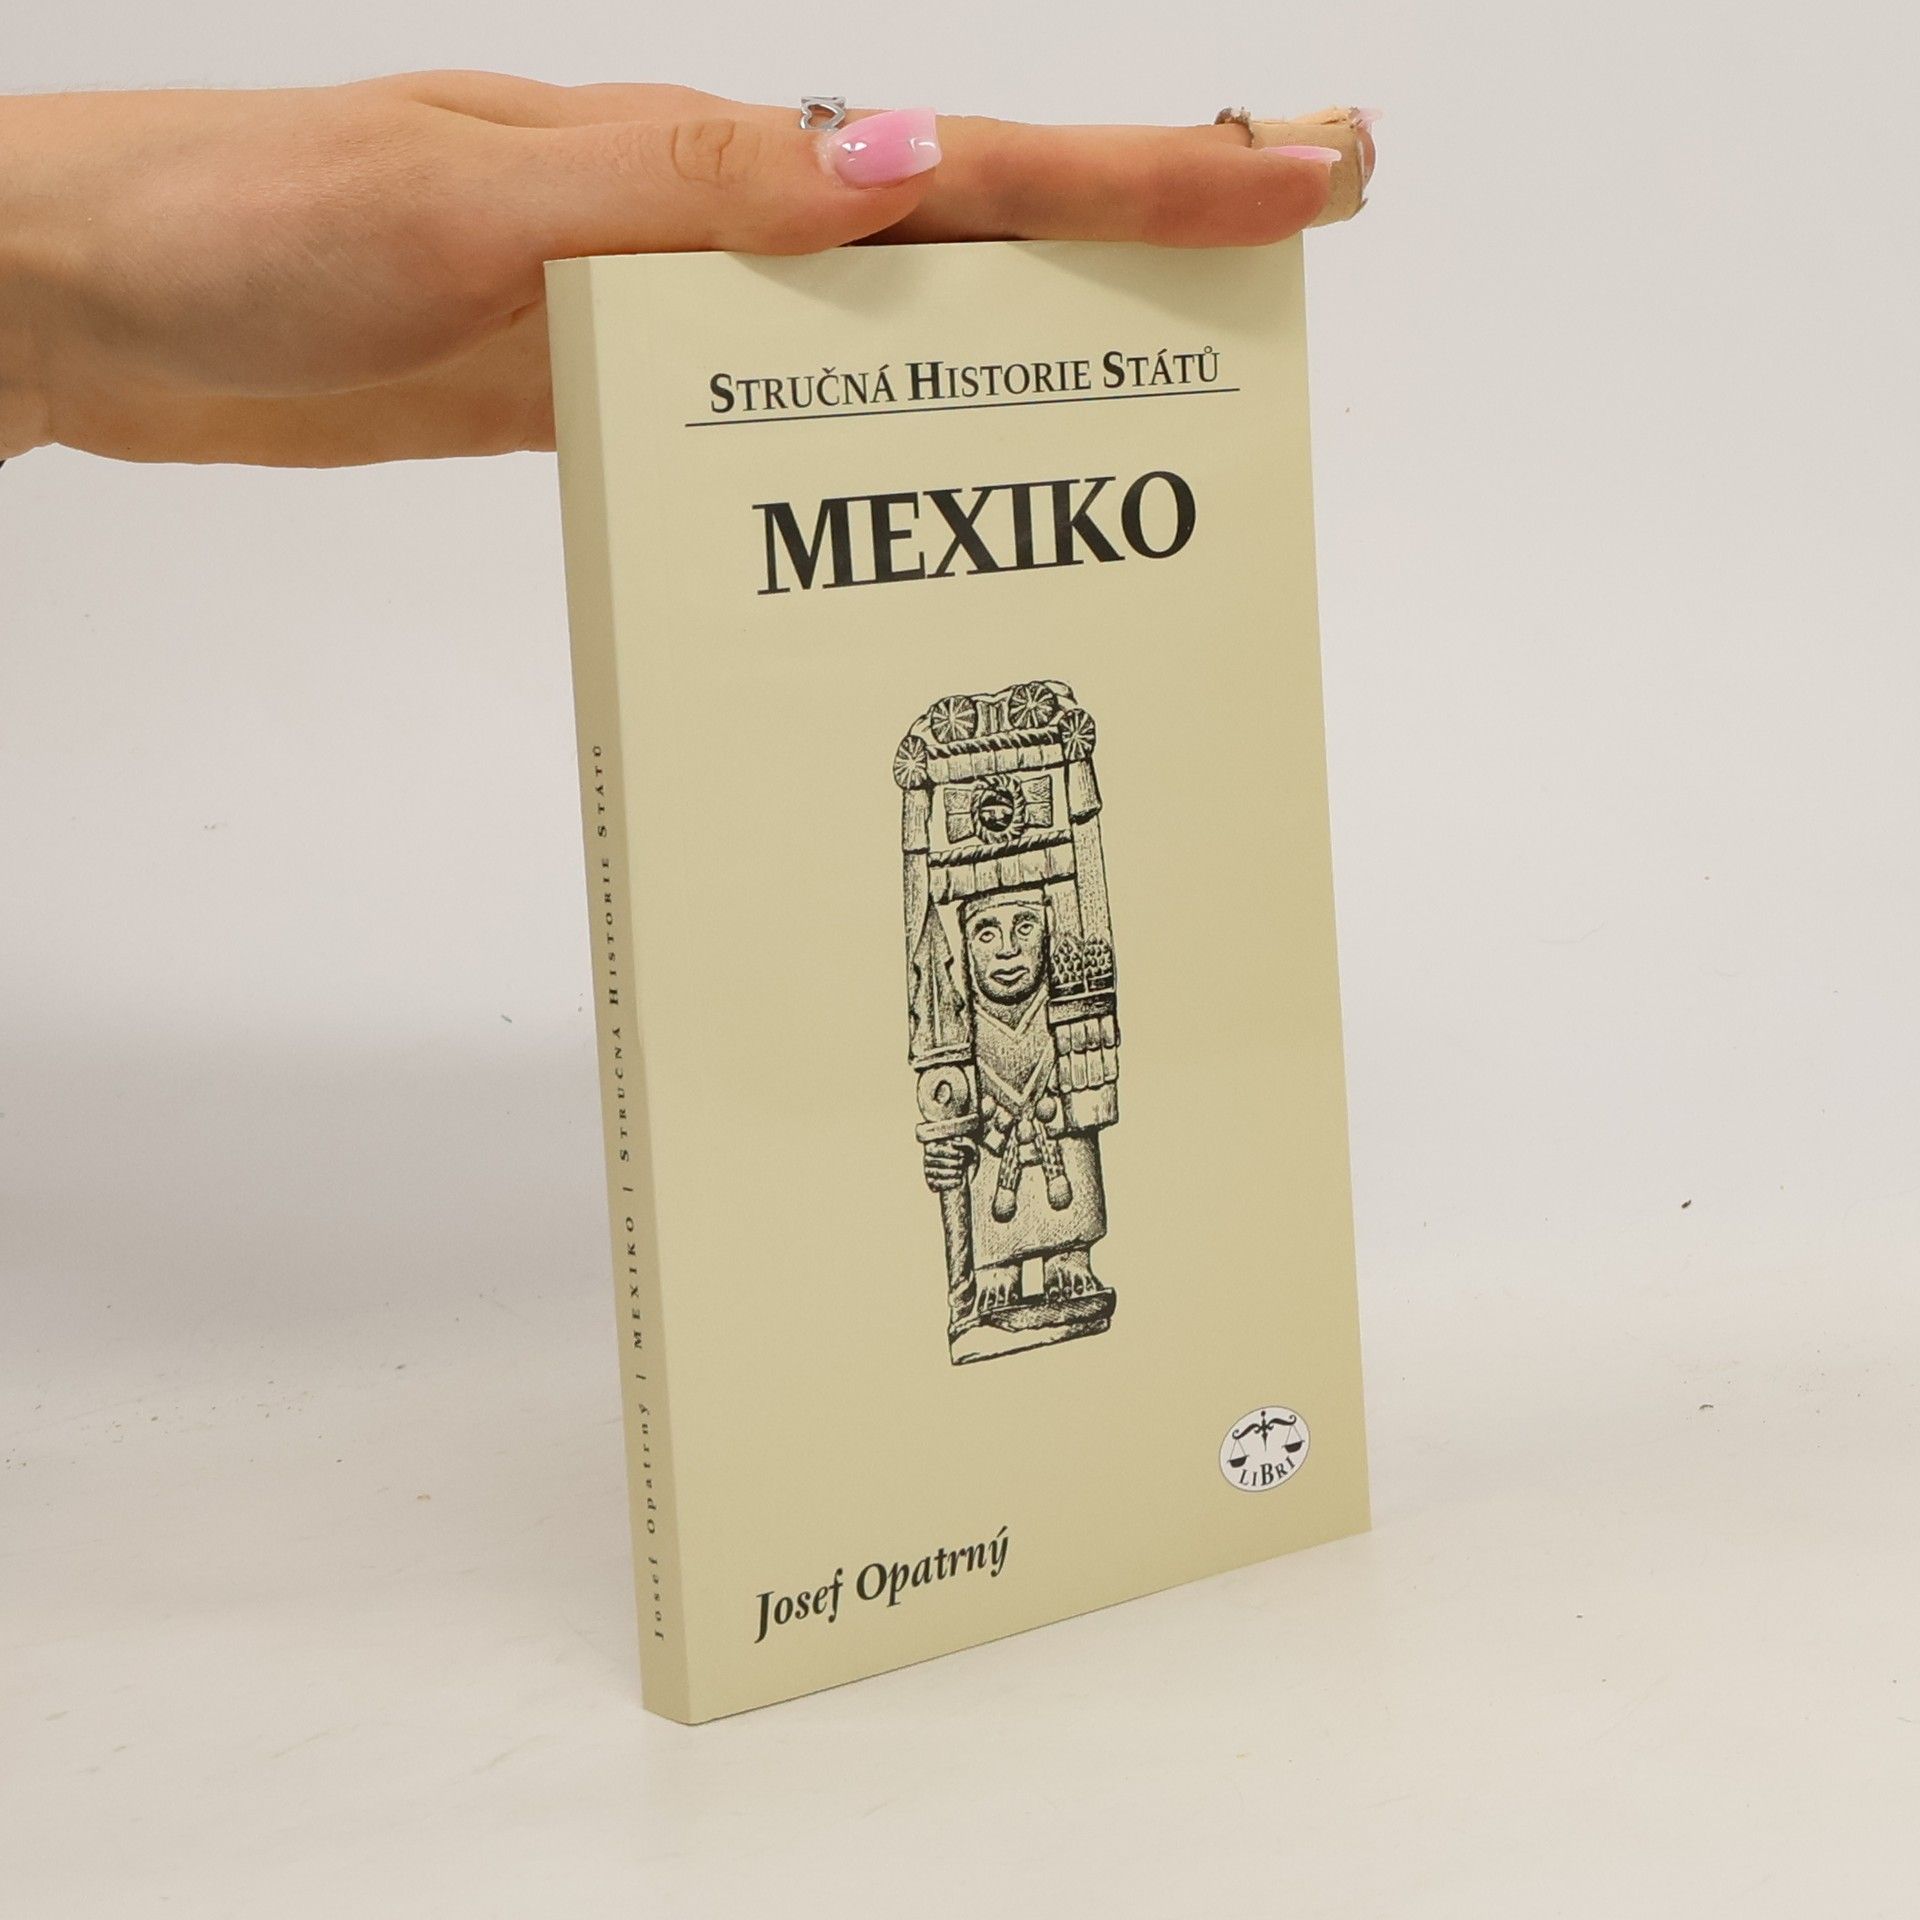 STRUČNÁ HISTORIE STÁTŮ
MEXIKO
LIBRI
Josef Opatrný
Josef Opatrný | MEXIKO | STRUČNÁ HISTORIE STÁTŮ